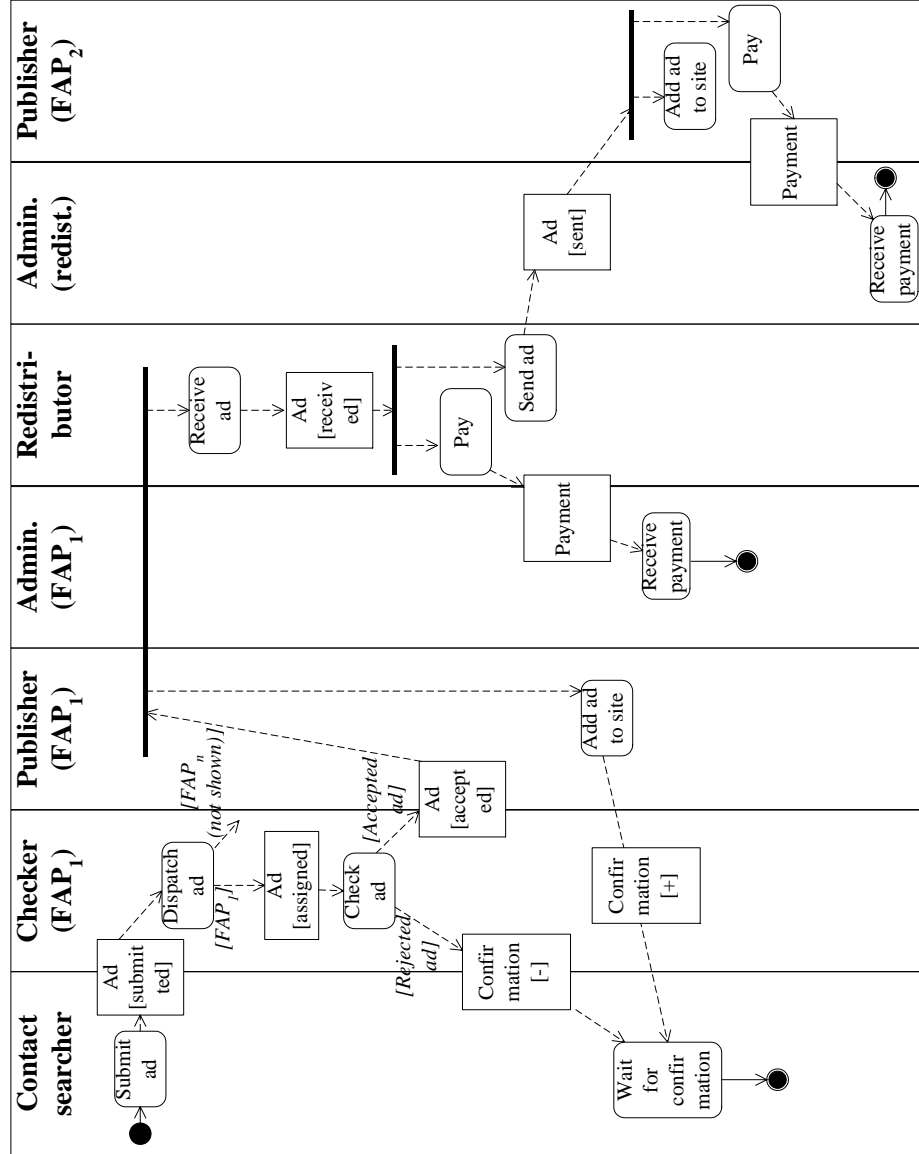 Contact
searcher
Checker
(FAP1)
Publisher
(FAP1)
Admin.
(FAP1)
Redistri-
butor
Admin.
(redist.)
Publisher
(FAP2)
Submit
ad
Ad
[submit
ted]
Dispatch
ad
[FAPn
(not shown)]
[FAP1]
Ad
[assigned]
Check
ad
[Rejected
ad]
[Accepted
ad]
Ad
[accept
ed]
Confir
mation
[-]
Wait
for
confir
mation
Confir
mation
[+]
Add ad
to site
Receive
ad
Ad
[receiv
ed]
Pay
Send ad
Payment
Receive
payment
Ad
[sent]
Add ad
to site
Pay
Payment
Receive
payment